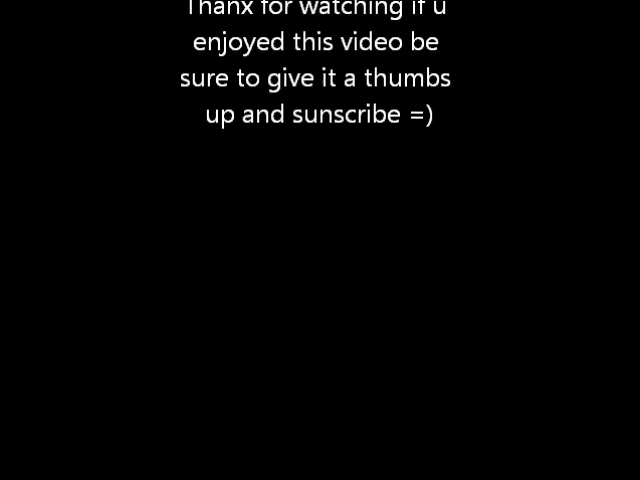 Thanx for watching if u
enjoyed this video be
sure to give it a thumbs
up and sunscribe =)